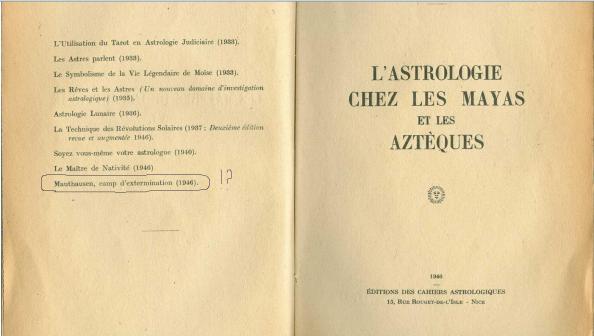 L'Utilisation du Tarot en Astrologie Judiciaire (1933).
Les Astres parlent (1933).
Le Symbolisme de la Vie Légendaire de Moïse (1933).
Les Rêves et les Astres (Un nouveau domaine d'investigation
astrologique) (1935).
Astrologie Lunaire (1936).
La Technique des Révolutions Solaires (1937 ; Deuxième édition
revue et augmentée 1946).
Soyez vous-même votre astrologue (1940).
Le Maître de Nativité (1946)
Mauthausen, camp d'extermination (1946).
!?
L'ASTROLOGIE
CHEZ LES MAYAS
ET LES
AZTÈQUES
1946
ÉDITIONS DES CAHIERS ASTROLOGIQUES
15, RUE ROUGET-DE-L'ISLE - NICE